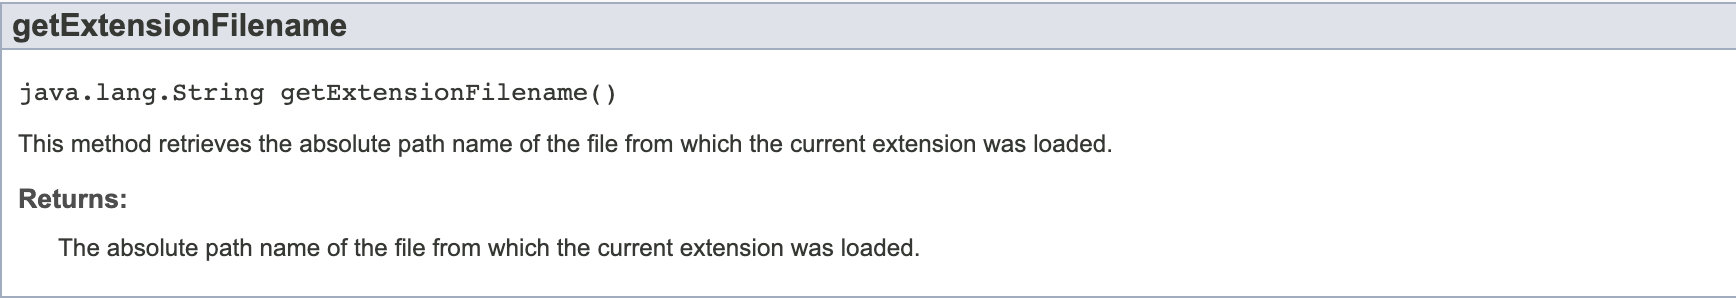 getExtensionFilename
java.lang.String getExtensionFilename()
This method retrieves the absolute path name of the file from which the current extension was loaded.
Returns:
The absolute path name of the file from which the current extension was loaded.